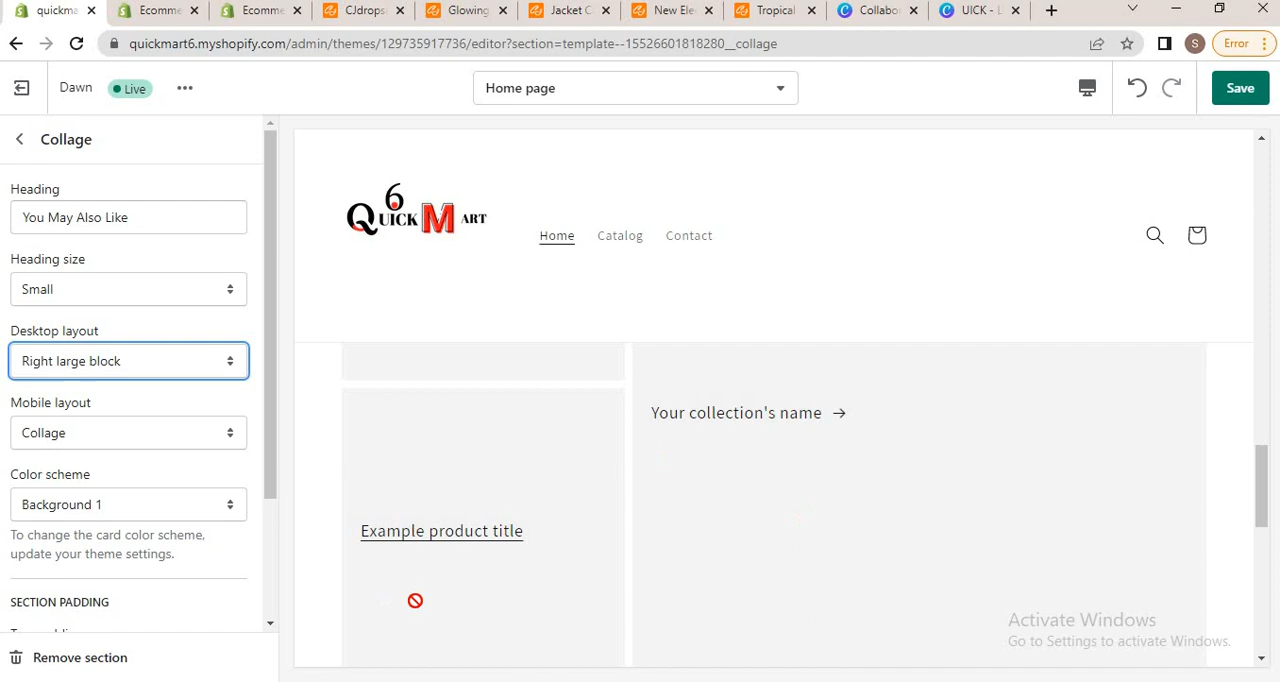 quickma
Ecomme
Ecomme
CJdrops
Glowing
Jacket C
New Ele
Tropical
Collabo
UICK - L
quickmart6.myshopify.com/admin/themes/129735917736/editor?section=template--15526601818280__collage
S
Error
Dawn
Live
Home page
Save
Collage
Heading
You May Also Like
Heading size
Small
Desktop layout
Right large block
Mobile layout
Collage
Color scheme
Background 1
To change the card color scheme,
update your theme settings.
SECTION PADDING
Remove section
6
QUICK M ART
Home
Catalog
Contact
Your collection's name →
Example product title
Activate Windows
Go to Settings to activate Windows.